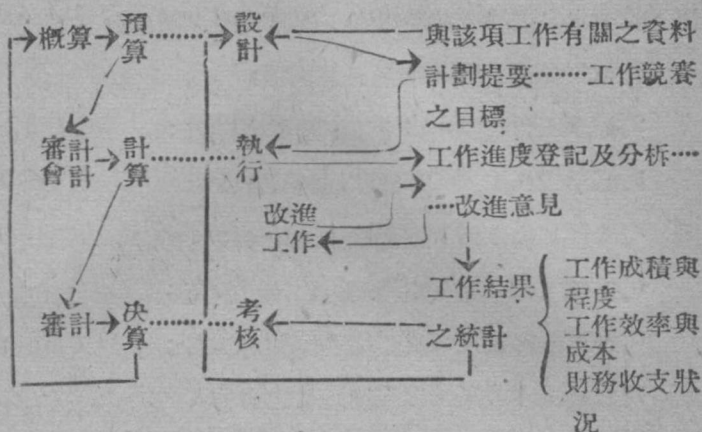 概算 預算………設計 與該項工作有關之資料
計劃提要………工作競賽
之目標
審計會計 計算………執行 工作進度登記及分柝……
改進工作 ……改進意見
工作結果 工作成積與
程度
審計 決算………考核 之統計 工作效率與
成本
財務收支狀
況